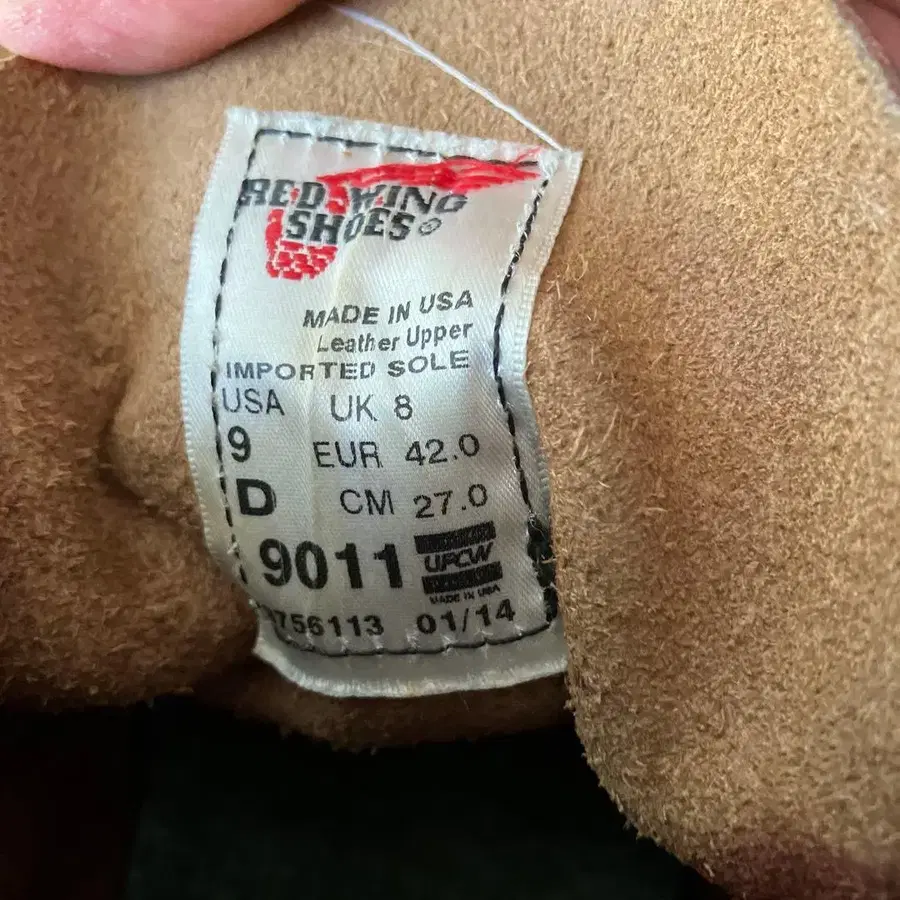 RED WING
SHOES®
MADE IN USA
Leather Upper
IMPORTED SOLE
USA UK 8
9 EUR 42.0
D CM 27.0
9011 UFCW
MADE IN USA
756113 01/14